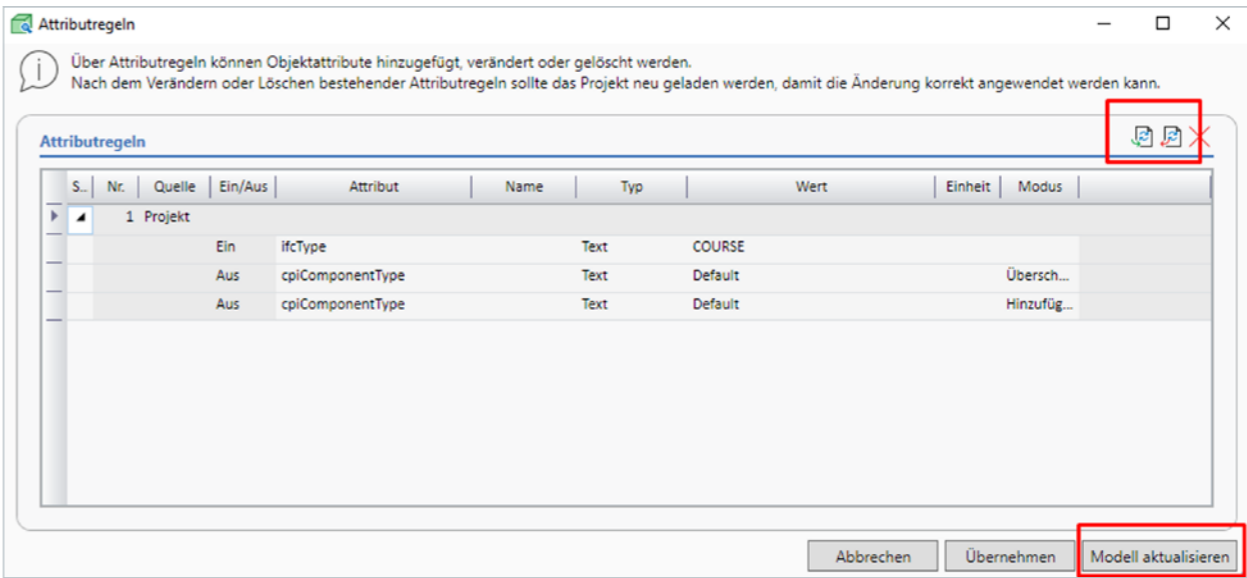 Attributregeln
Über Attributregeln können Objektattribute hinzugefügt, verändert oder gelöscht werden.
Nach dem Verändern oder Löschen bestehender Attributregeln sollte das Projekt neu geladen werden, damit die Änderung korrekt angewendet werden kann.
Attributregeln
S... Nr. Quelle Ein/Aus Attribut Name Typ Wert Einheit Modus
1 Projekt
Ein ifcType Text COURSE
Aus cpiComponentType Text Default Übersch...
Aus cpiComponentType Text Default Hinzufüg...
Abbrechen Übernehmen Modell aktualisieren